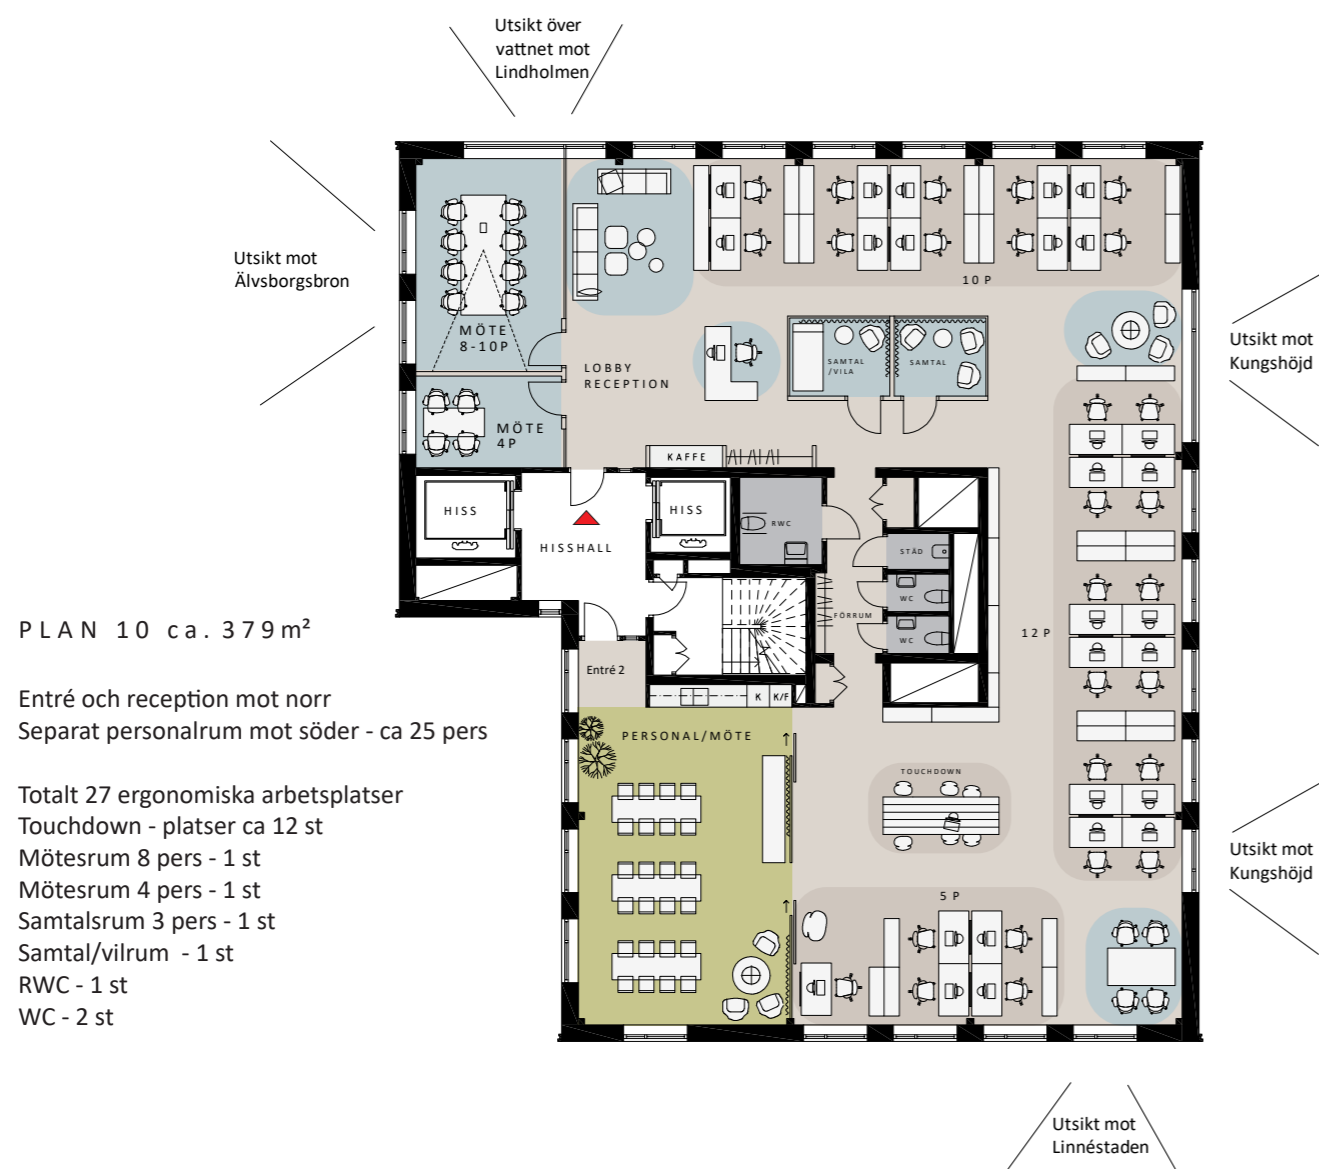 Utsikt över
vattnet mot
Lindholmen
Utsikt mot
Älvsborgsbron
MÖTE
8-10P
MÖTE
4P
LOBBY
RECEPTION
10 P
SAMTAL
/VILA
SAMTAL
Utsikt mot
Kungshöjd
KAFFE
HISS
HISSHALL
HISS
RWC
STÄD
WC
FÖRRUM
WC
12 P
Entré 2
K
K/F
PERSONAL/MÖTE
TOUCHDOWN
5 P
Utsikt mot
Kungshöjd
Utsikt mot
Linnéstaden
PLAN 10 ca. 379 m²
Entré och reception mot norr
Separat personalrum mot söder - ca 25 pers
Totalt 27 ergonomiska arbetsplatser
Touchdown - platser ca 12 st
Mötesrum 8 pers - 1 st
Mötesrum 4 pers - 1 st
Samtalsrum 3 pers - 1 st
Samtal/vilrum - 1 st
RWC - 1 st
WC - 2 st